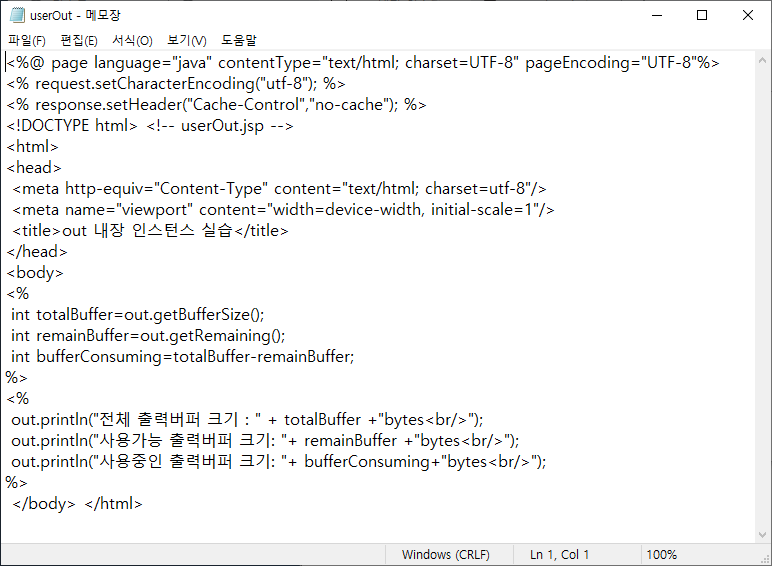 userOut - 메모장
파일(F) 편집(E) 서식(O) 보기(V) 도움말
<%@ page language="java" contentType="text/html; charset=UTF-8" pageEncoding="UTF-8"%>
<% request.setCharacterEncoding("utf-8"); %>
<% response.setHeader("Cache-Control","no-cache"); %>
<!DOCTYPE html> <!-- userOut.jsp -->
<html>
<head>
 <meta http-equiv="Content-Type" content="text/html; charset=utf-8"/>
 <meta name="viewport" content="width=device-width, initial-scale=1"/>
 <title>out 내장 인스턴스 실습</title>
</head>
<body>
<%
 int totalBuffer=out.getBufferSize();
 int remainBuffer=out.getRemaining();
 int bufferConsuming=totalBuffer-remainBuffer;
%>
<%
 out.println("전체 출력버퍼 크기 : " + totalBuffer +"bytes<br/>");
 out.println("사용가능 출력버퍼 크기: "+ remainBuffer +"bytes<br/>");
 out.println("사용중인 출력버퍼 크기: "+ bufferConsuming+"bytes<br/>");
%>
 </body> </html>
Windows (CRLF) Ln 1, Col 1 100%